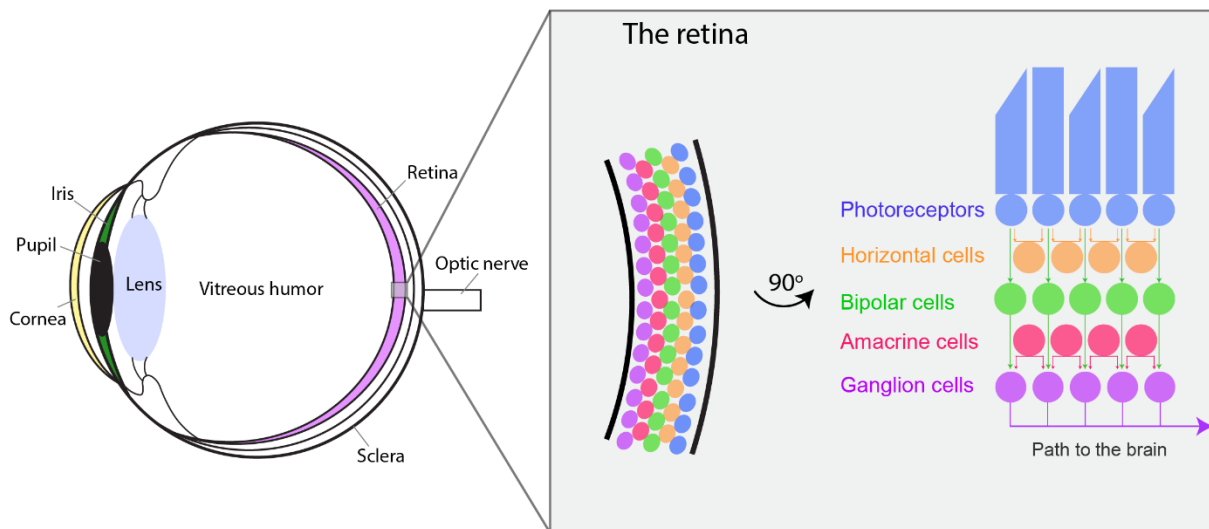 The retina
Iris
Pupil
Cornea
Lens
Vitreous humor
Retina
Optic nerve
Sclera
90º
Photoreceptors
Horizontal cells
Bipolar cells
Amacrine cells
Ganglion cells
Path to the brain